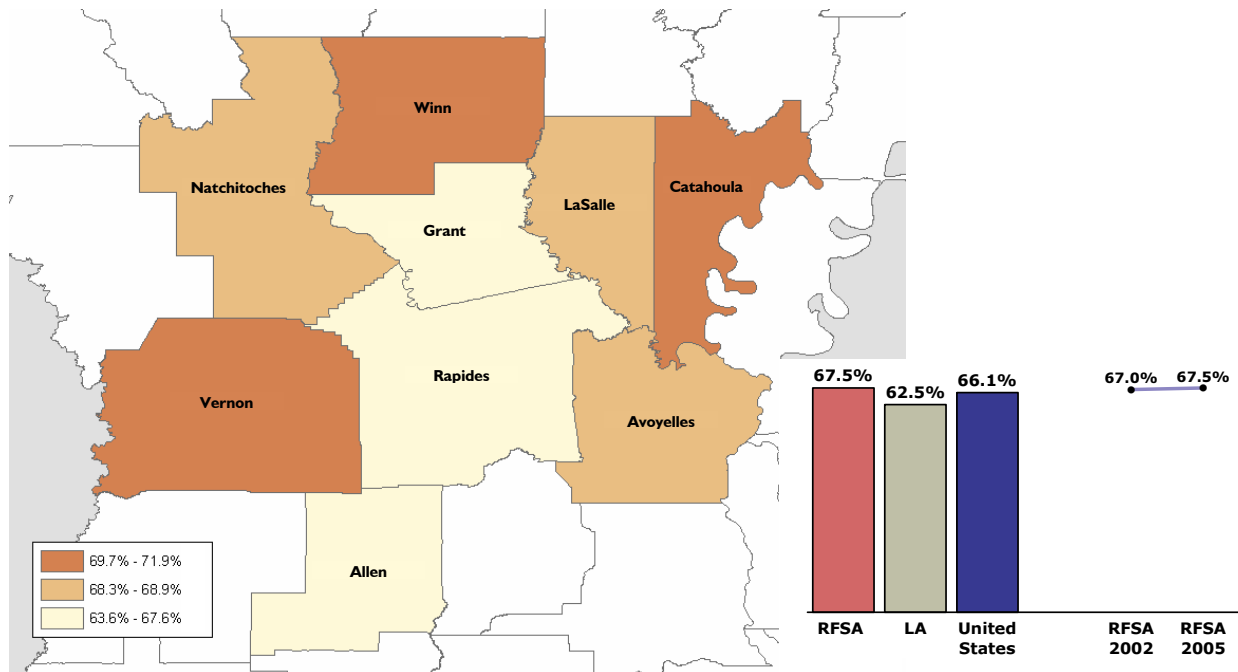 Winn
Natchitoches
Catahoula
LaSalle
Grant
Rapides
Vernon
Avoyelles
Allen
69.7% - 71.9%
68.3% - 68.9%
63.6% - 67.6%
67.5%
62.5%
66.1%
67.0%
67.5%
RFSA
LA
United
States
RFSA
2002
RFSA
2005